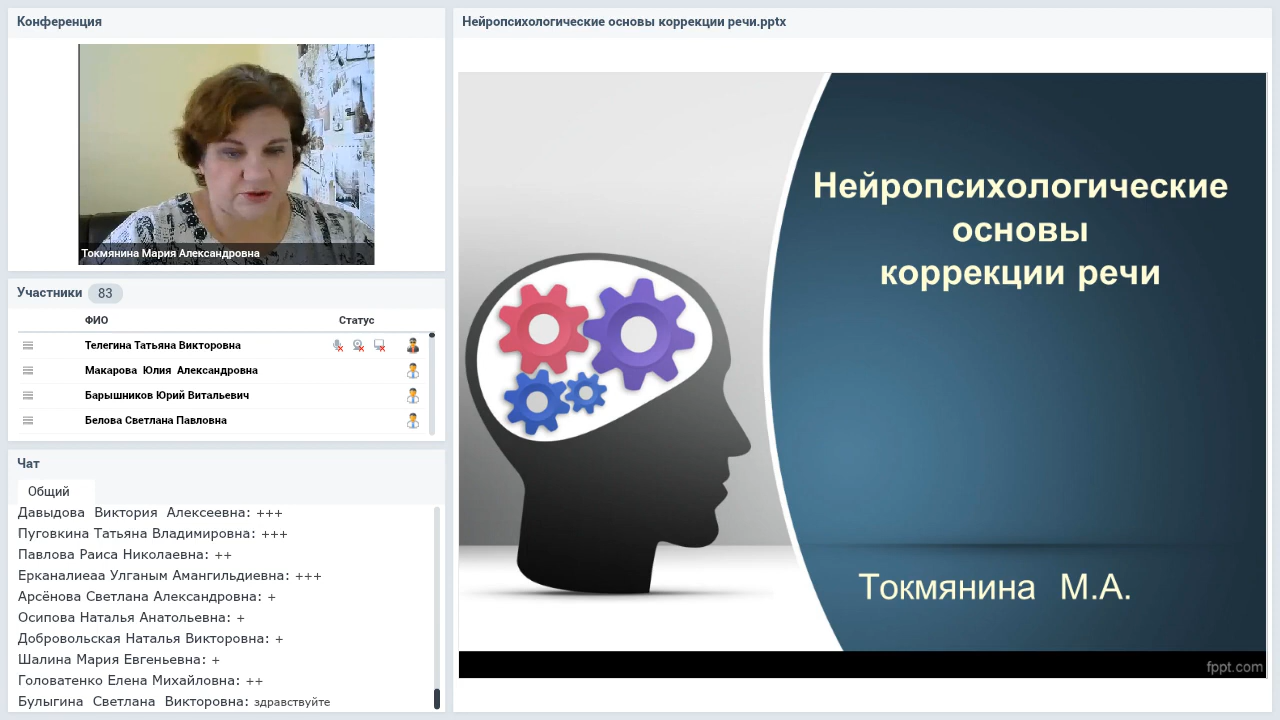 Конференция
Токмянина Мария Александровна
Участники 83
ФИО Статус
Телегина Татьяна Викторовна
Макарова Юлия Александровна
Барышников Юрий Витальевич
Белова Светлана Павловна
Чат
Общий
Давыдова Виктория Алексеевна: +++
Пуговкина Татьяна Владимировна: +++
Павлова Раиса Николаевна: ++
Ерканалиеаа Улганым Амангильдиевна: +++
Арсёнова Светлана Александровна: +
Осипова Наталья Анатольевна: +
Добровольская Наталья Викторовна: +
Шалина Мария Евгеньевна: +
Головатенко Елена Михайловна: ++
Булыгина Светлана Викторовна: здравствуйте
Нейропсихологические основы коррекции речи.pptx
Нейропсихологические
основы
коррекции речи
Токмянина М.А.
fppt.com